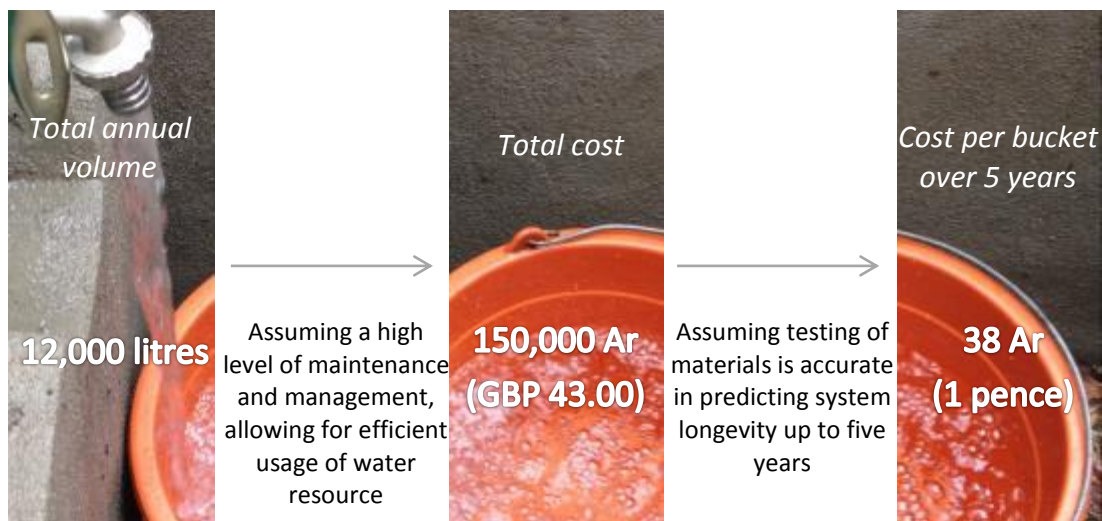 Total annual
volume
12,000 litres
Assuming a high
level of maintenance
and management,
allowing for efficient
usage of water
resource
Total cost
150,000 Ar
(GBP 43.00)
Assuming testing of
materials is accurate
in predicting system
longevity up to five
years
Cost per bucket
over 5 years
38 Ar
(1 pence)